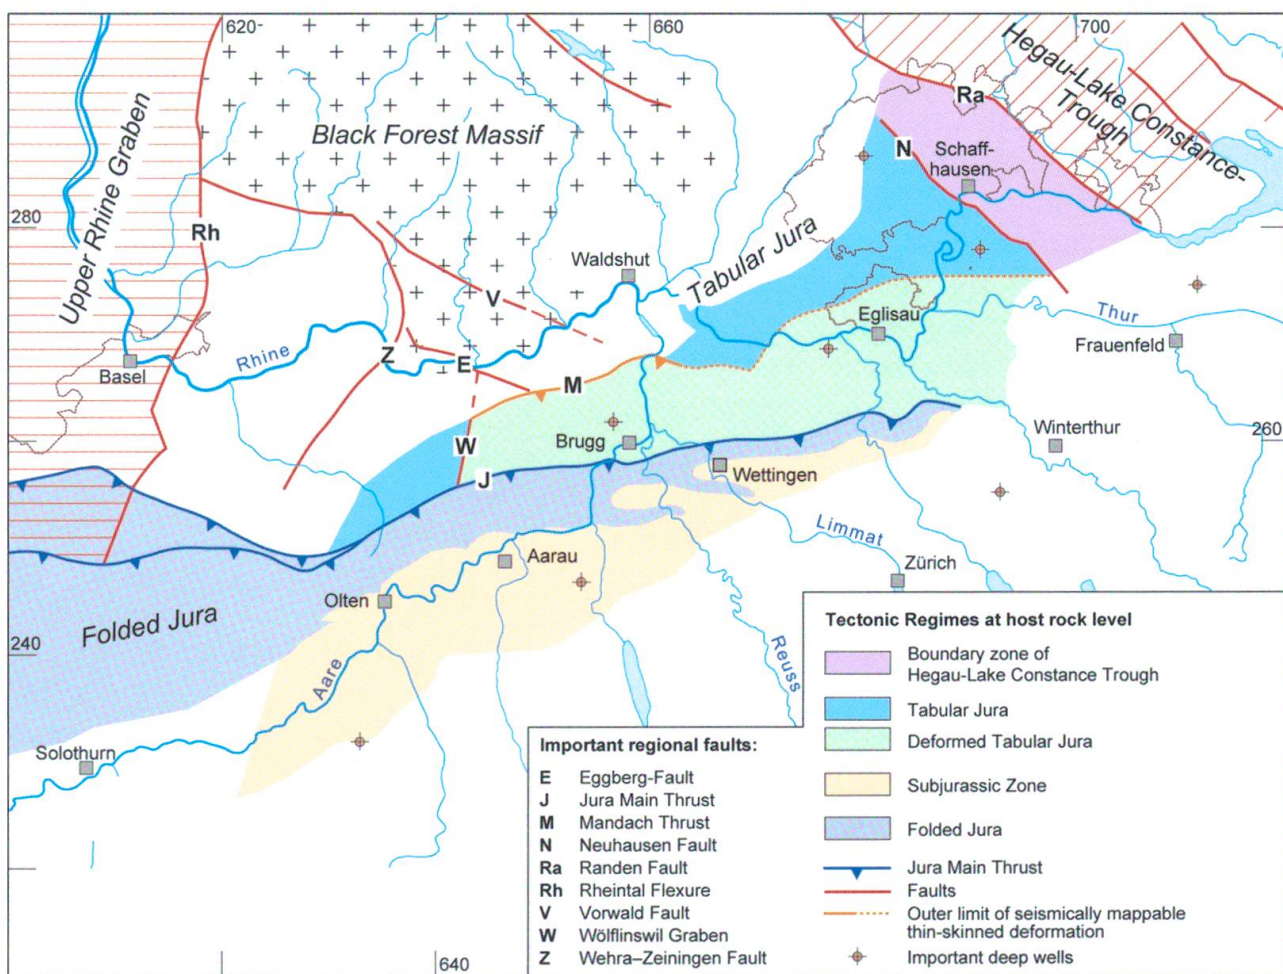 620
660
700
Hegau-Lake Constance-
Trough
Black Forest Massif
Upper Rhine Graben
Ra
N
Schaff-
hausen
280
Rh
Waldshut
Tabular Jura
V
Eglisau
Thur
Frauenfeld
Rhine
Z
E
Basel
M
W
Brugg
Winterthur
260
J
Wettingen
Limmat
Aarau
Zürich
Olten
Folded Jura
240
Aare
Reuss
Solothurn
640
Important regional faults:
E Eggberg-Fault
J Jura Main Thrust
M Mandach Thrust
N Neuhausen Fault
Ra Randen Fault
Rh Rheintal Flexure
V Vorwald Fault
W Wölflinswil Graben
Z Wehra–Zeiningen Fault
Tectonic Regimes at host rock level
Boundary zone of
Hegau-Lake Constance Trough
Tabular Jura
Deformed Tabular Jura
Subjurassic Zone
Folded Jura
Jura Main Thrust
Faults
Outer limit of seismically mappable
thin-skinned deformation
Important deep wells